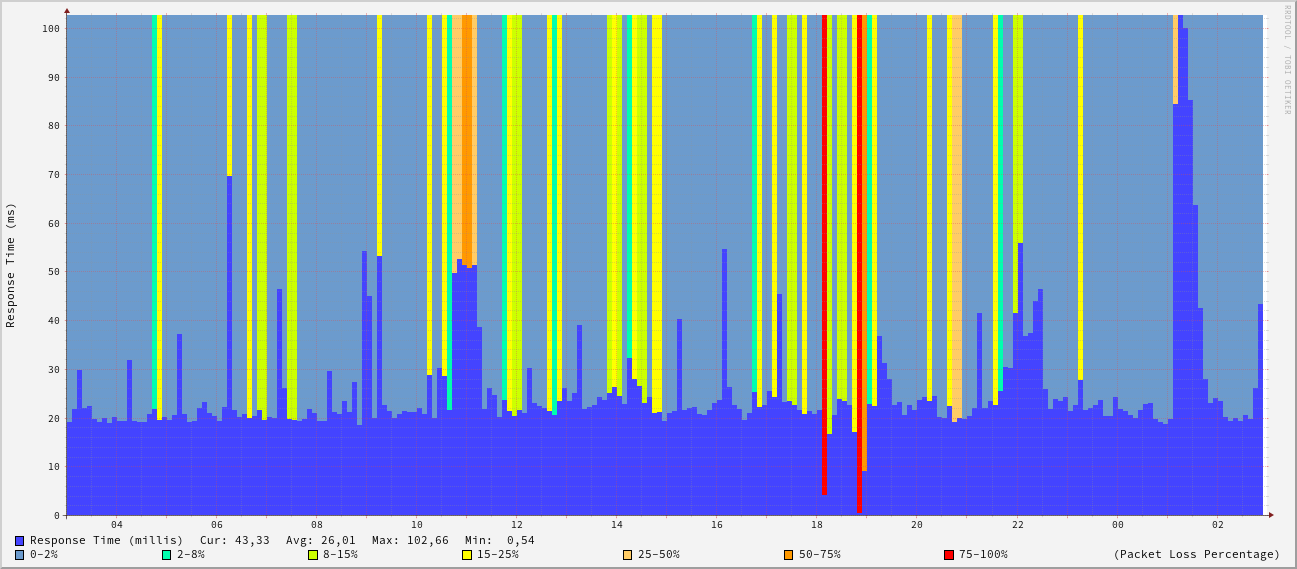 RRDTOOL / TOBI OETIKER
Response Time (ms)
100
90
80
70
60
50
40
30
20
10
0
04 06 08 10 12 14 16 18 20 22 00 02
Response Time (millis) Cur: 43,33 Avg: 26,01 Max: 102,66 Min: 0,54
0-2% 2-8% 8-15% 15-25% 25-50% 50-75% 75-100% (Packet Loss Percentage)